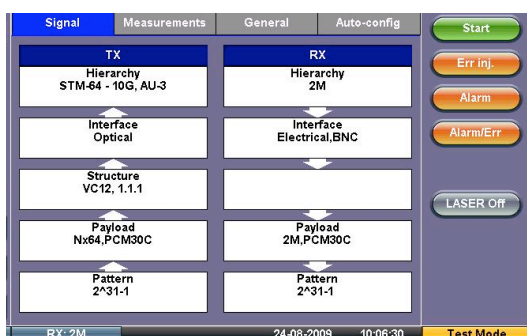 Signal Measurements General Auto-config
Start
TX RX
Hierarchy
STM-64 - 10G, AU-3
Hierarchy
2M
Err inj.
Alarm
Interface
Optical
Interface
Electrical,BNC
Alarm/Err
Structure
VC12, 1.1.1
LASER Off
Payload
Nx64,PCM30C
Payload
2M,PCM30C
Pattern
2^31-1
Pattern
2^31-1
RX: 2M 24-08-2009 10:06:30 Test Mode